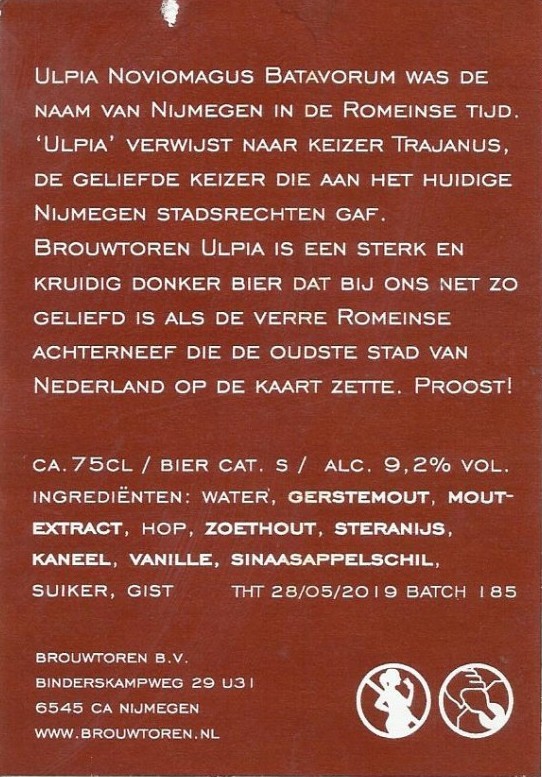 Ulpia Noviomagus Batavorum was de
naam van Nijmegen in de Romeinse tijd.
‘Ulpia’ verwijst naar keizer Trajanus,
de geliefde keizer die aan het huidige
Nijmegen stadsrechten gaf.
Brouwtoren Ulpia is een sterk en
kruidig donker bier dat bij ons net zo
geliefd is als de verre Romeinse
achterneef die de oudste stad van
Nederland op de kaart zette. Proost!
ca.75cl / bier cat. s / alc. 9,2% vol.
ingrediënten: water, gerstemout, mout-
extract, hop, zoethout, steranijs,
kaneel, vanille, sinaasappelschil,
suiker, gist THT 28/05/2019 BATCH 185
BROUWTOREN B.V.
BINDERSKAMPWEG 29 U31
6545 CA NIJMEGEN
WWW.BROUWTOREN.NL